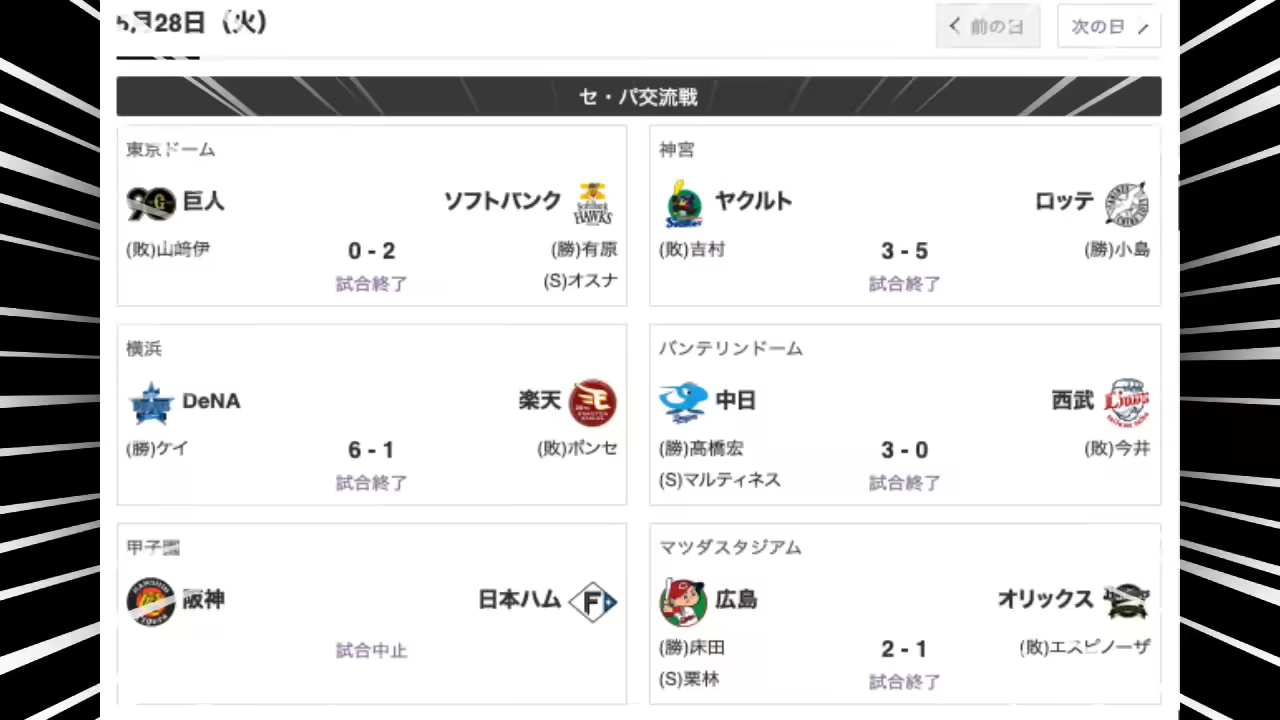 5月28日（火）
前の日
次の日
セ・パ交流戦
東京ドーム
巨人
ソフトバンク
(敗)山﨑伊
0 - 2
(勝)有原
試合終了
(S)オスナ
神宮
ヤクルト
ロッテ
(敗)吉村
3 - 5
(勝)小島
試合終了
横浜
DeNA
楽天
(勝)ケイ
6 - 1
(敗)ポンセ
試合終了
バンテリンドーム
中日
西武
(勝)髙橋宏
3 - 0
(敗)今井
(S)マルティネス
試合終了
甲子園
阪神
日本ハム
試合中止
マツダスタジアム
広島
オリックス
(勝)床田
2 - 1
(敗)エスピノーザ
(S)栗林
試合終了